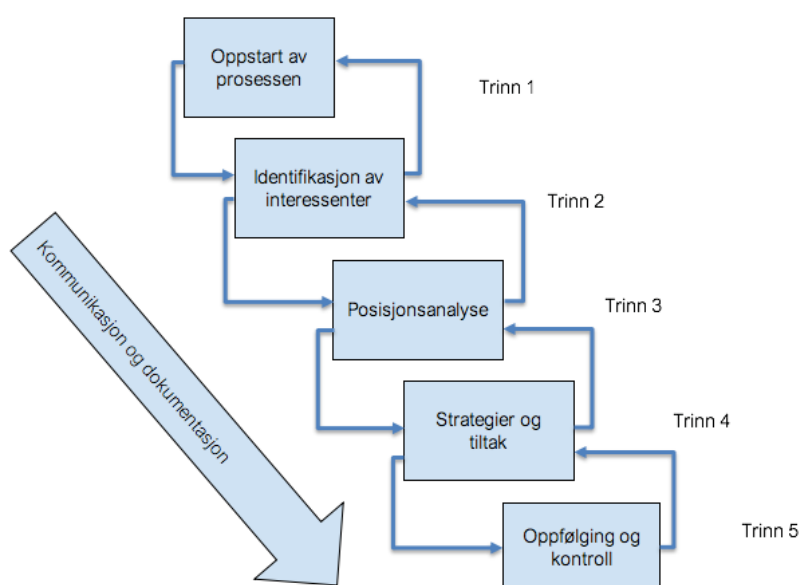 Oppstart av
prosessen
Trinn 1
Identifikasjon av
interessenter
Trinn 2
Kommunikasjon og dokumentasjon
Posisjonsanalyse
Trinn 3
Strategier og
tiltak
Trinn 4
Oppfølging og
kontroll
Trinn 5